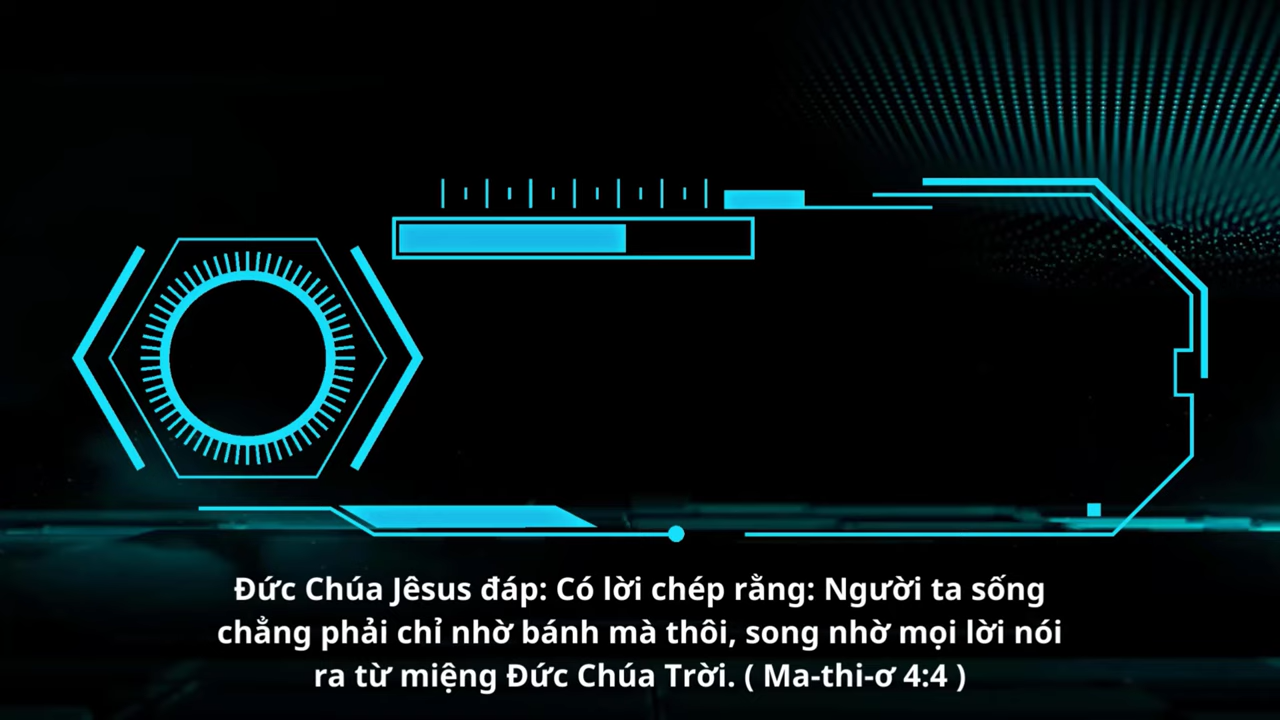 Đức Chúa Jêsus đáp: Có lời chép rằng: Người ta sống
chẳng phải chỉ nhờ bánh mà thôi, song nhờ mọi lời nói
ra từ miệng Đức Chúa Trời. ( Ma-thi-ơ 4:4 )